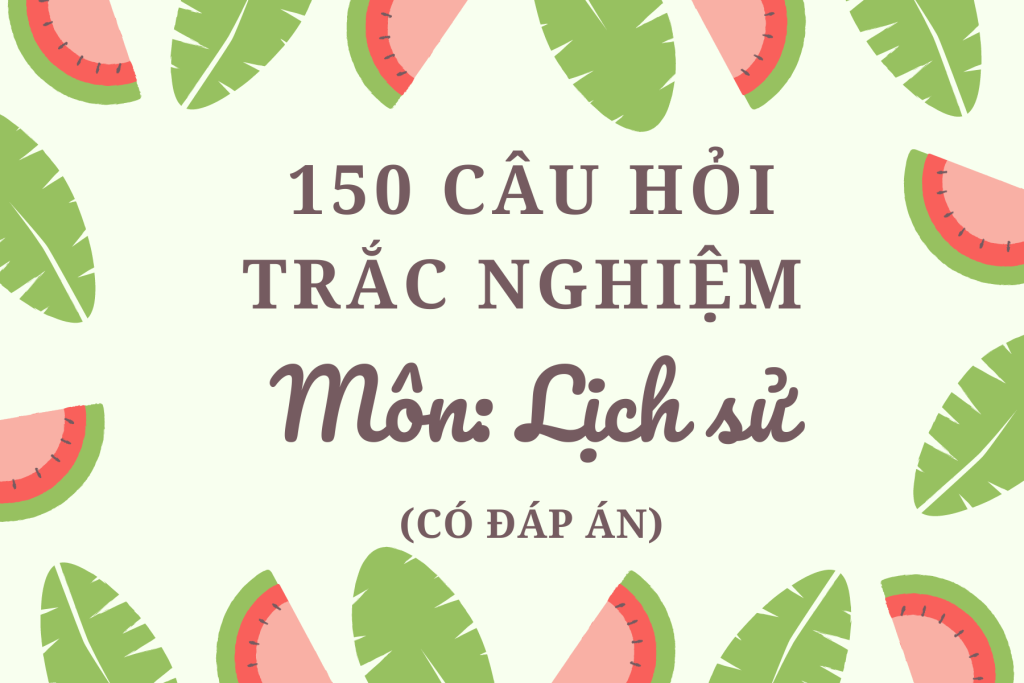 150 CÂU HỎI
TRẮC NGHIỆM
Môn: Lịch sử
(CÓ ĐÁP ÁN)